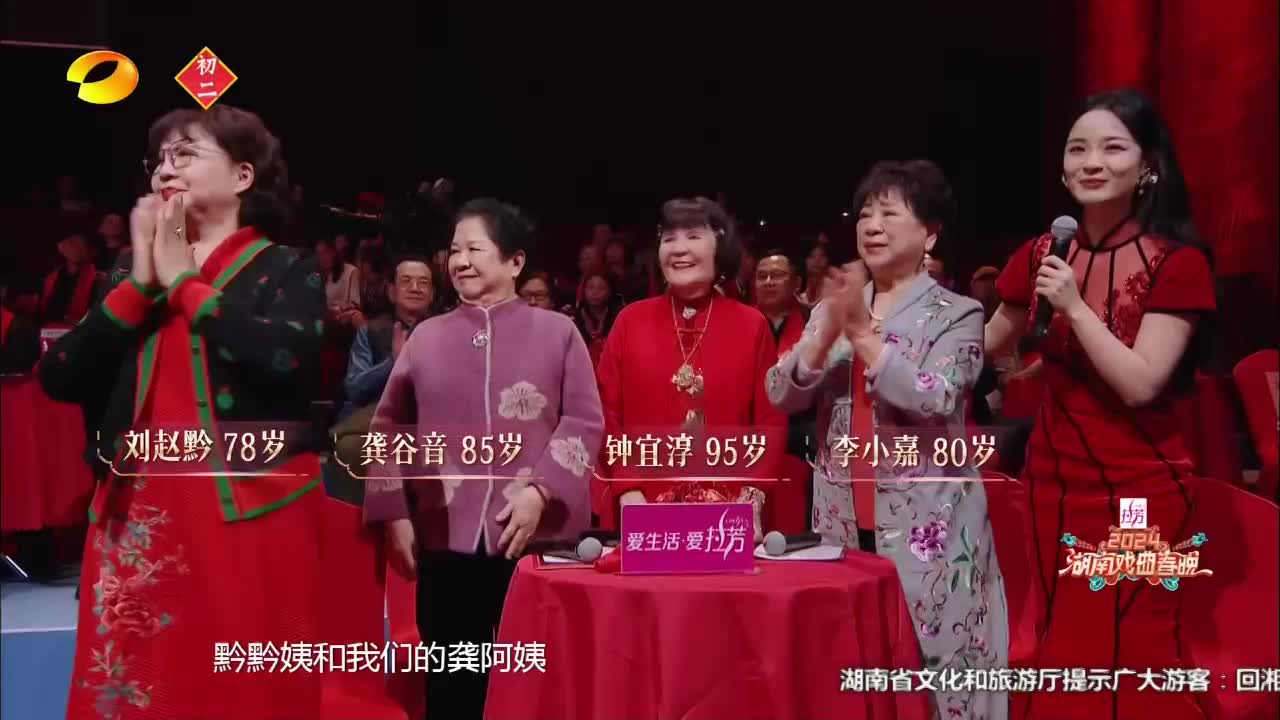 初二
刘赵黔 78岁
龚谷音 85岁
钟宜淳 95岁
李小嘉 80岁
爱生活·爱拉芳
拉芳
2024
湖南戏曲春晚
黔黔姨和我们的龚阿姨
湖南省文化和旅游厅提示广大游客：回湘